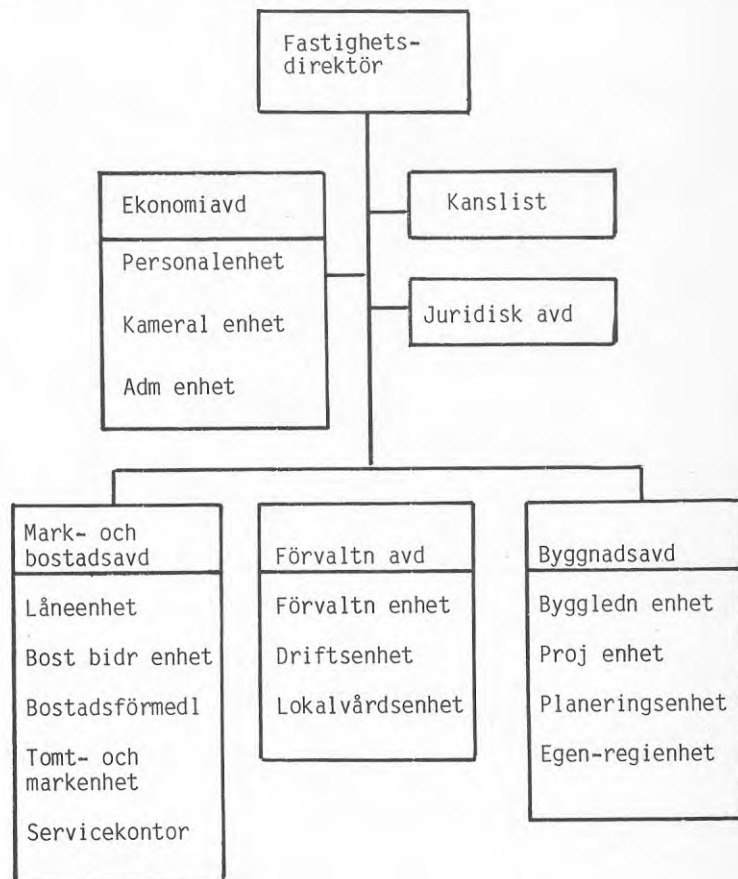 Fastighets-
direktör
Ekonomiavd
Personalenhet
Kameral enhet
Adm enhet
Kanslist
Juridisk avd
Mark- och
bostadsavd
Låneenhet
Bost bidr enhet
Bostadsförmedl
Tomt- och
markenhet
Servicekontor
Förvaltn avd
Förvaltn enhet
Driftsenhet
Lokalvårdsenhet
Byggnadsavd
Byggledn enhet
Proj enhet
Planeringsenhet
Egen-regienhet